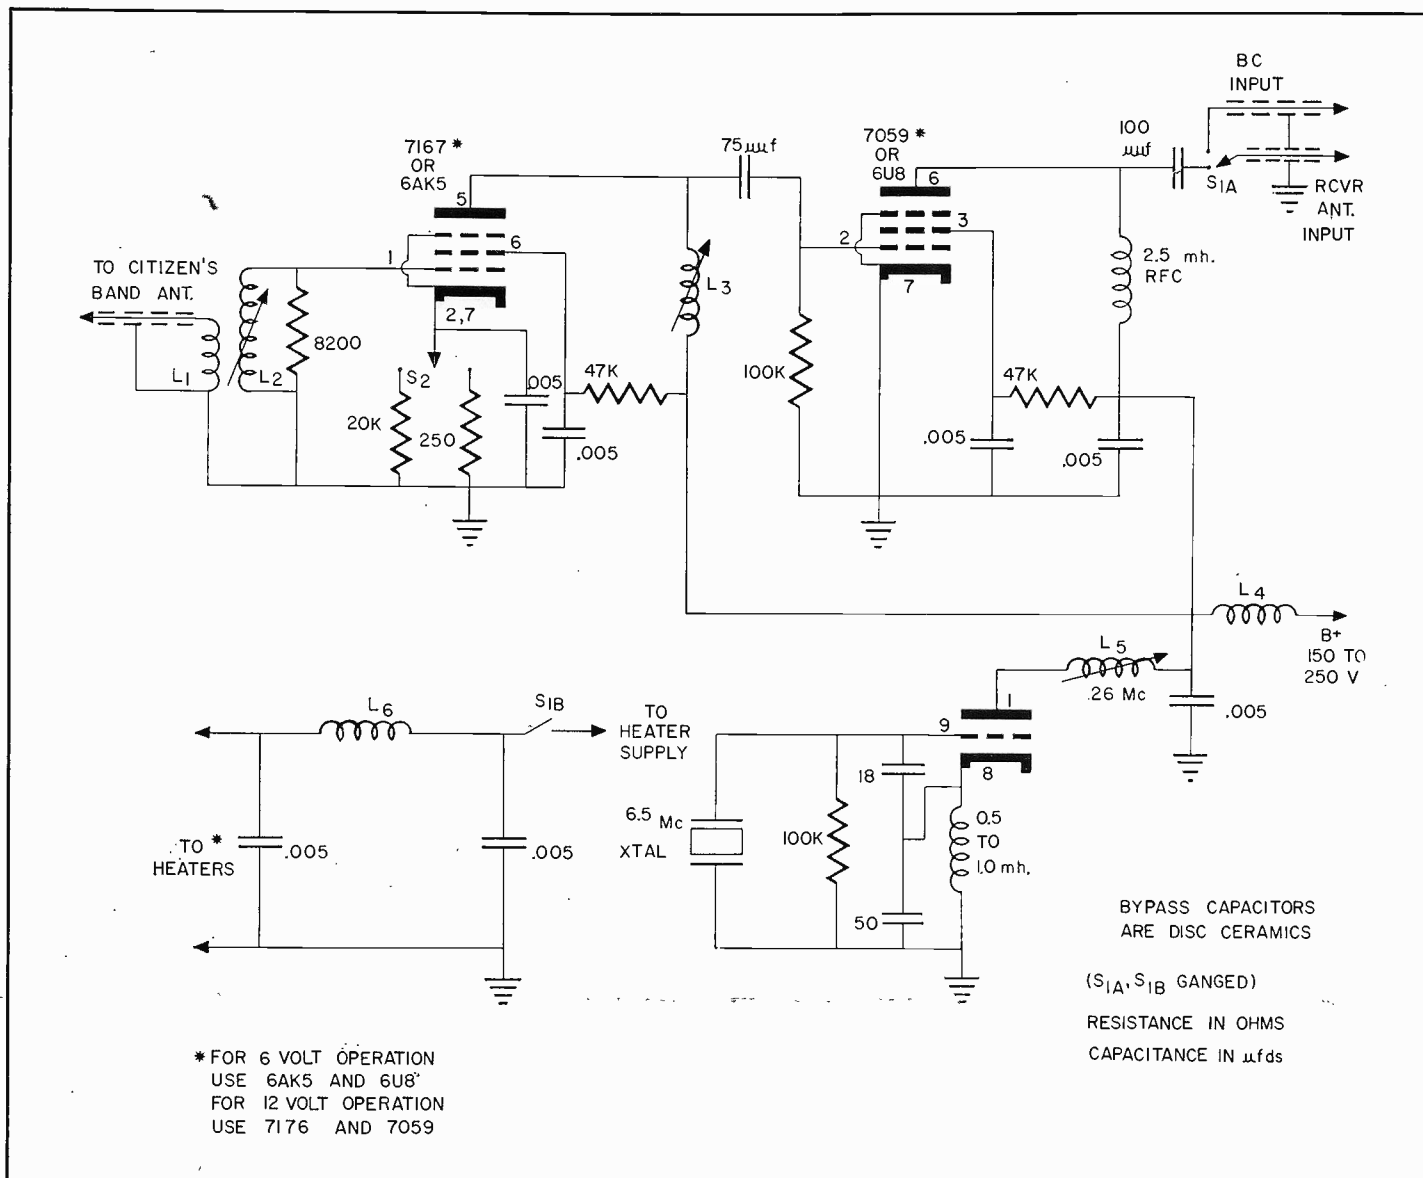 BC
INPUT
7167 *
OR
6AK5
75µµf
7059 *
OR
6U8
100
µµf
S1A
RCVR
ANT.
INPUT
5
6
1
2,7
6
3
2
7
TO CITIZEN'S
BAND ANT.
L1
L2
8200
L3
2.5 mh.
RFC
S2
20K
250
.005
.005
47K
100K
47K
.005
.005
L4
B+
150 TO
250 V
L5
.26 Mc
.005
L6
S1B
TO
HEATER
SUPPLY
1
9
8
18
6.5 Mc
XTAL
100K
0.5
TO
1.0 mh.
50
TO *
HEATERS
.005
.005
BYPASS CAPACITORS
ARE DISC CERAMICS
(S1A, S1B GANGED)
RESISTANCE IN OHMS
CAPACITANCE IN µfds
* FOR 6 VOLT OPERATION
USE 6AK5 AND 6U8
FOR 12 VOLT OPERATION
USE 7176 AND 7059